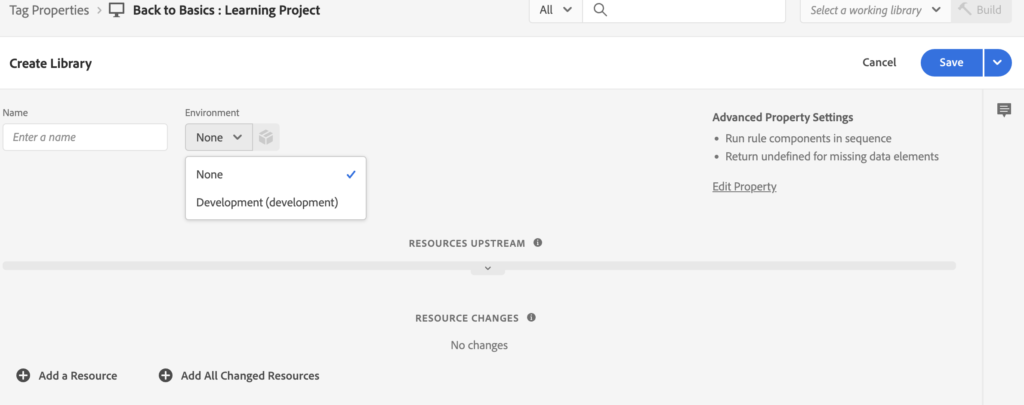 Tag Properties > Back to Basics : Learning Project All Select a working library Build
Create Library Cancel Save
Name Environment Advanced Property Settings
Enter a name None • Run rule components in sequence
• Return undefined for missing data elements
None
Edit Property
Development (development)
RESOURCES UPSTREAM
RESOURCE CHANGES
No changes
Add a Resource Add All Changed Resources